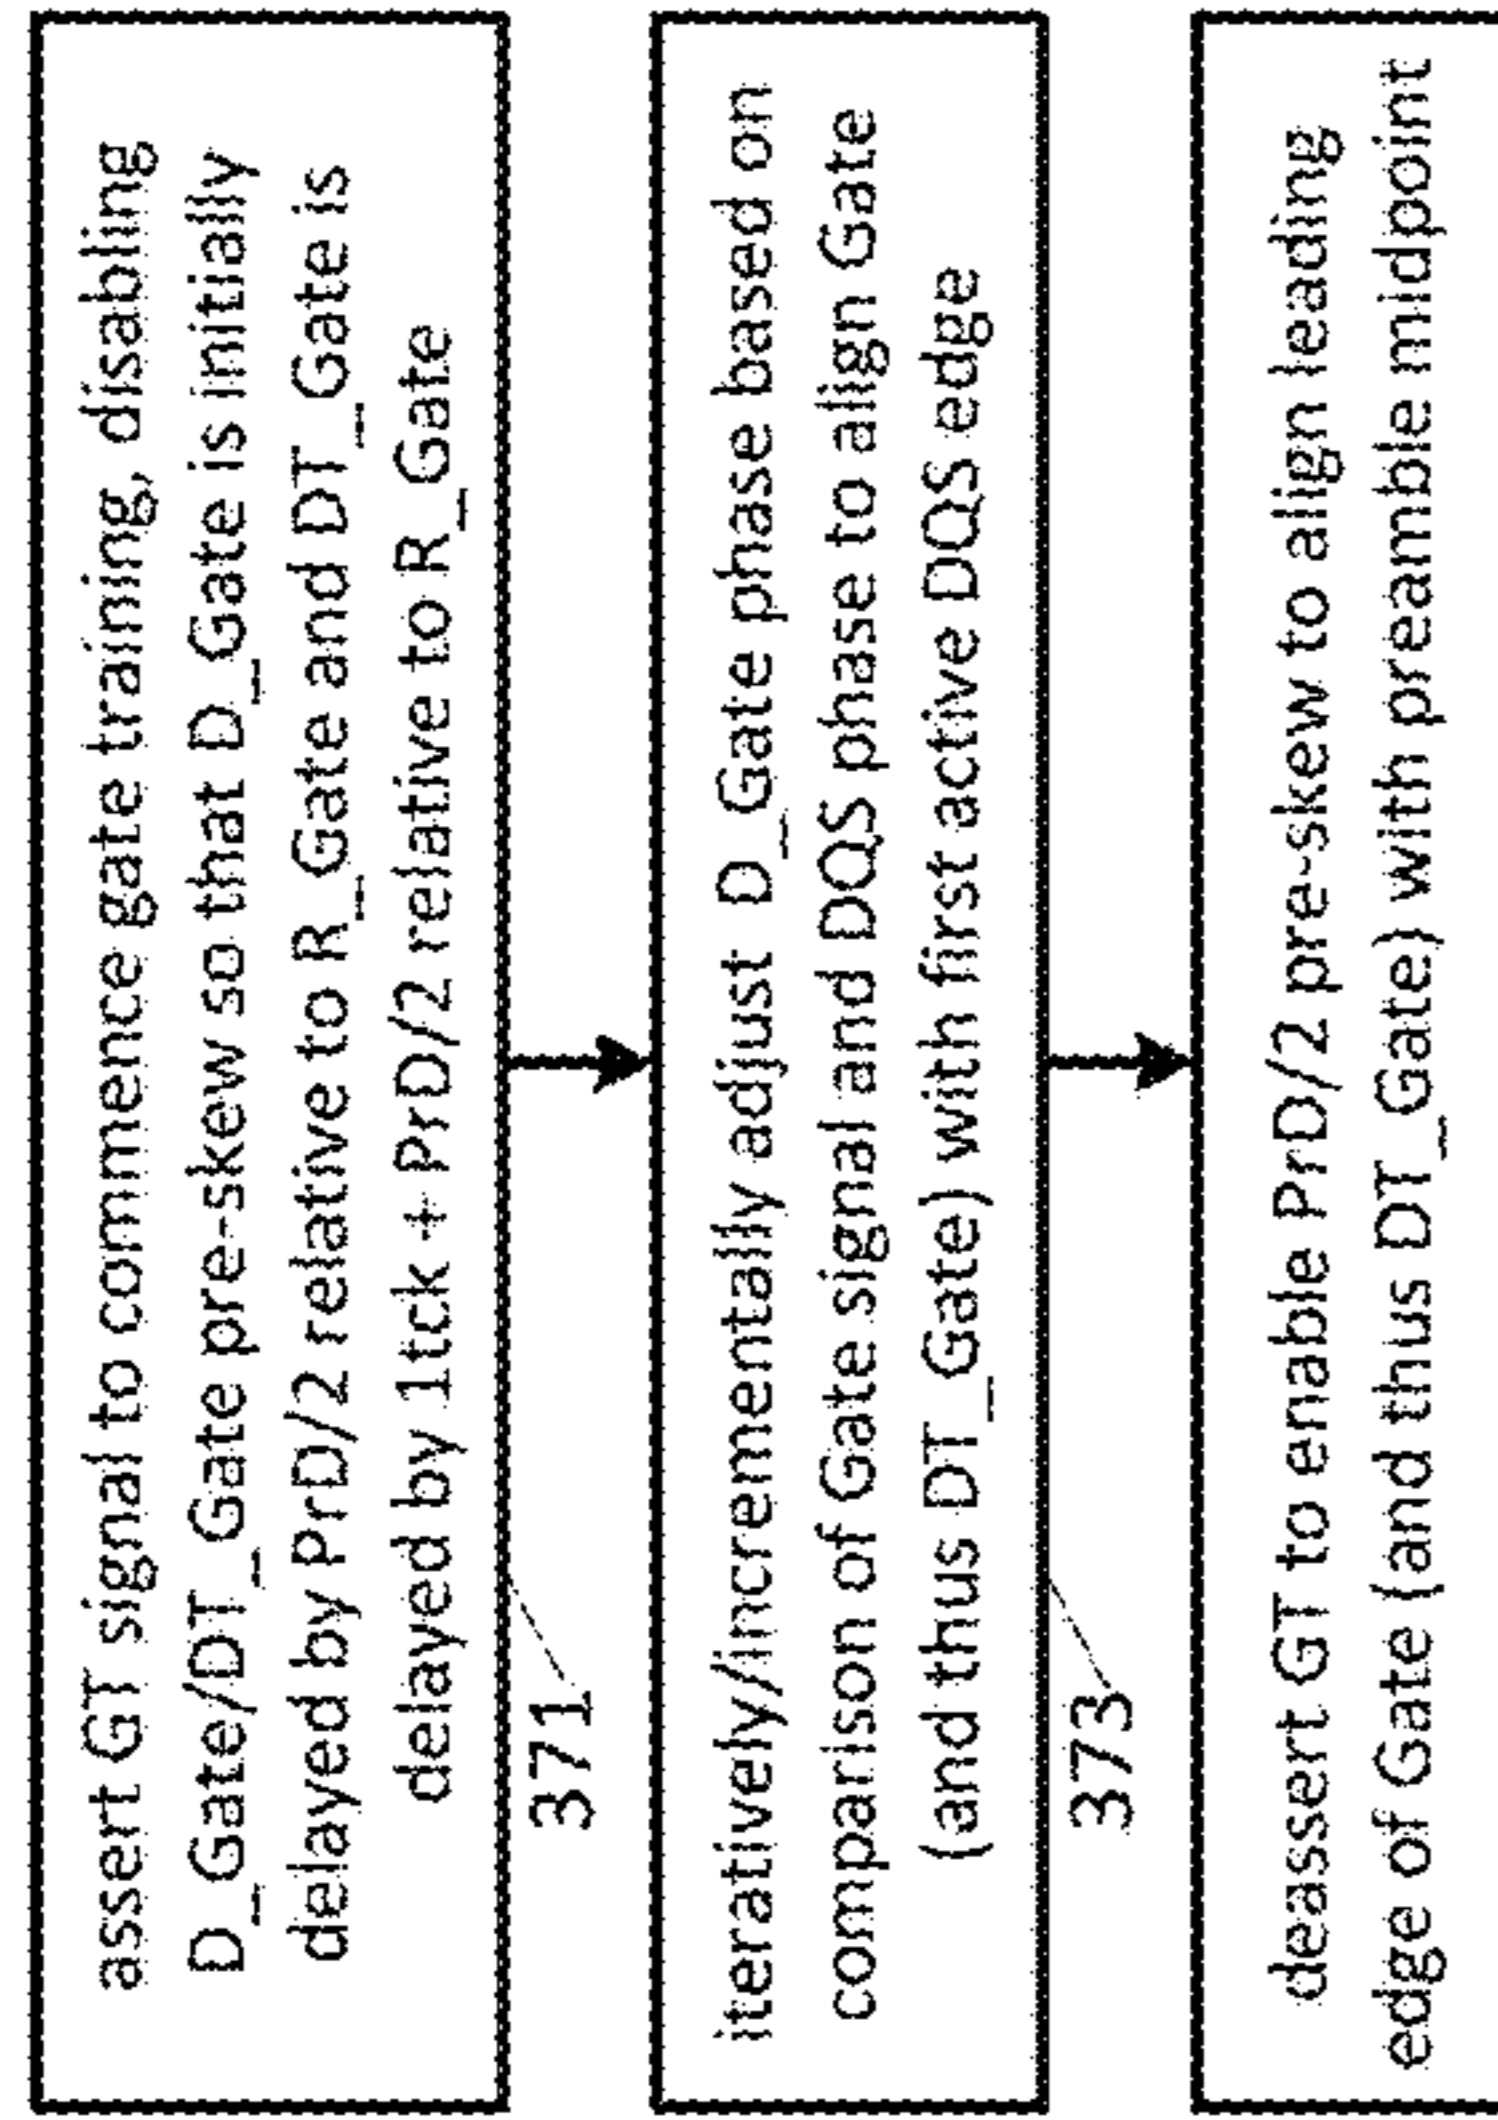 assert GT signal to commence gate training, disabling
D_Gate/DT_Gate pre-skew so that D_Gate is initially
delayed by PrD/2 relative to R_Gate and DT_Gate is
delayed by 1tck + PrD/2 relative to R_Gate
371
iteratively/incrementally adjust D_Gate phase based on
comparison of Gate signal and DQS phase to align Gate
(and thus DT_Gate) with first active DQS edge
373
deassert GT to enable PrD/2 pre-skew to align leading
edge of Gate (and thus DT_Gate) with preamble midpoint